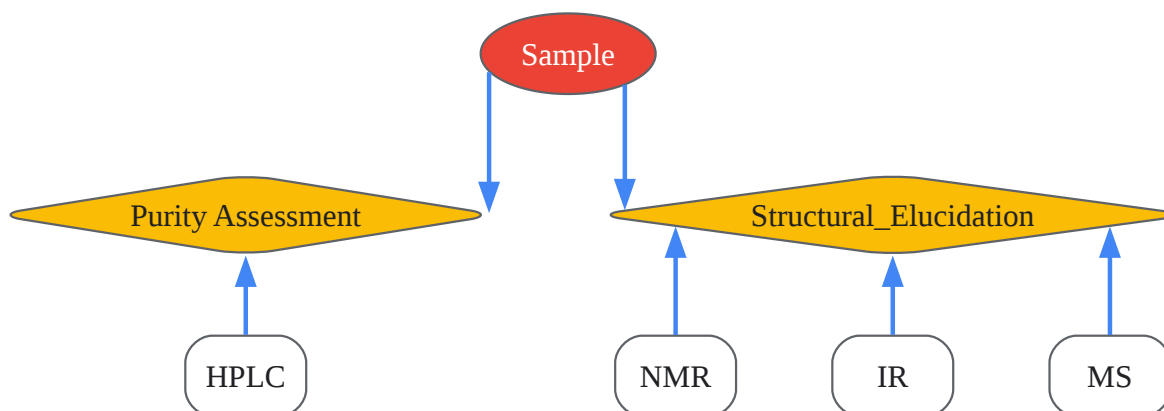 Sample
Purity Assessment
Structural_Elucidation
HPLC
NMR
IR
MS